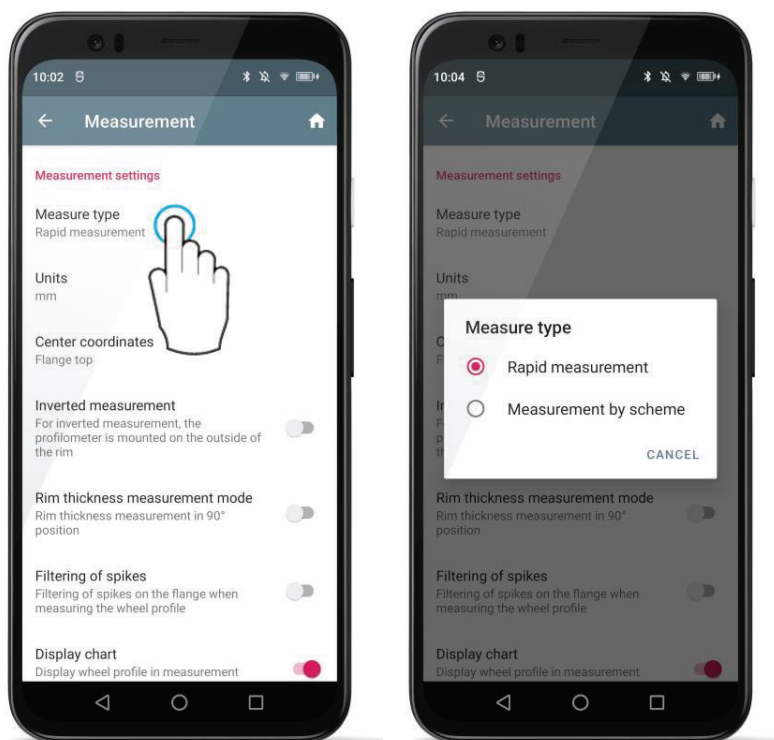 10:02
Measurement
Measurement settings
Measure type
Rapid measurement
Units
mm
Center coordinates
Flange top
Inverted measurement
For inverted measurement, the
profilometer is mounted on the outside of
the rim
Rim thickness measurement mode
Rim thickness measurement in 90°
position
Filtering of spikes
Filtering of spikes on the flange when
measuring the wheel profile
Display chart
Display wheel profile in measurement
10:04
Measurement
Measurement settings
Measure type
Rapid measurement
Units
mm
Measure type
Rapid measurement
Measurement by scheme
CANCEL
Rim thickness measurement mode
Rim thickness measurement in 90°
position
Filtering of spikes
Filtering of spikes on the flange when
measuring the wheel profile
Display chart
Display wheel profile in measurement